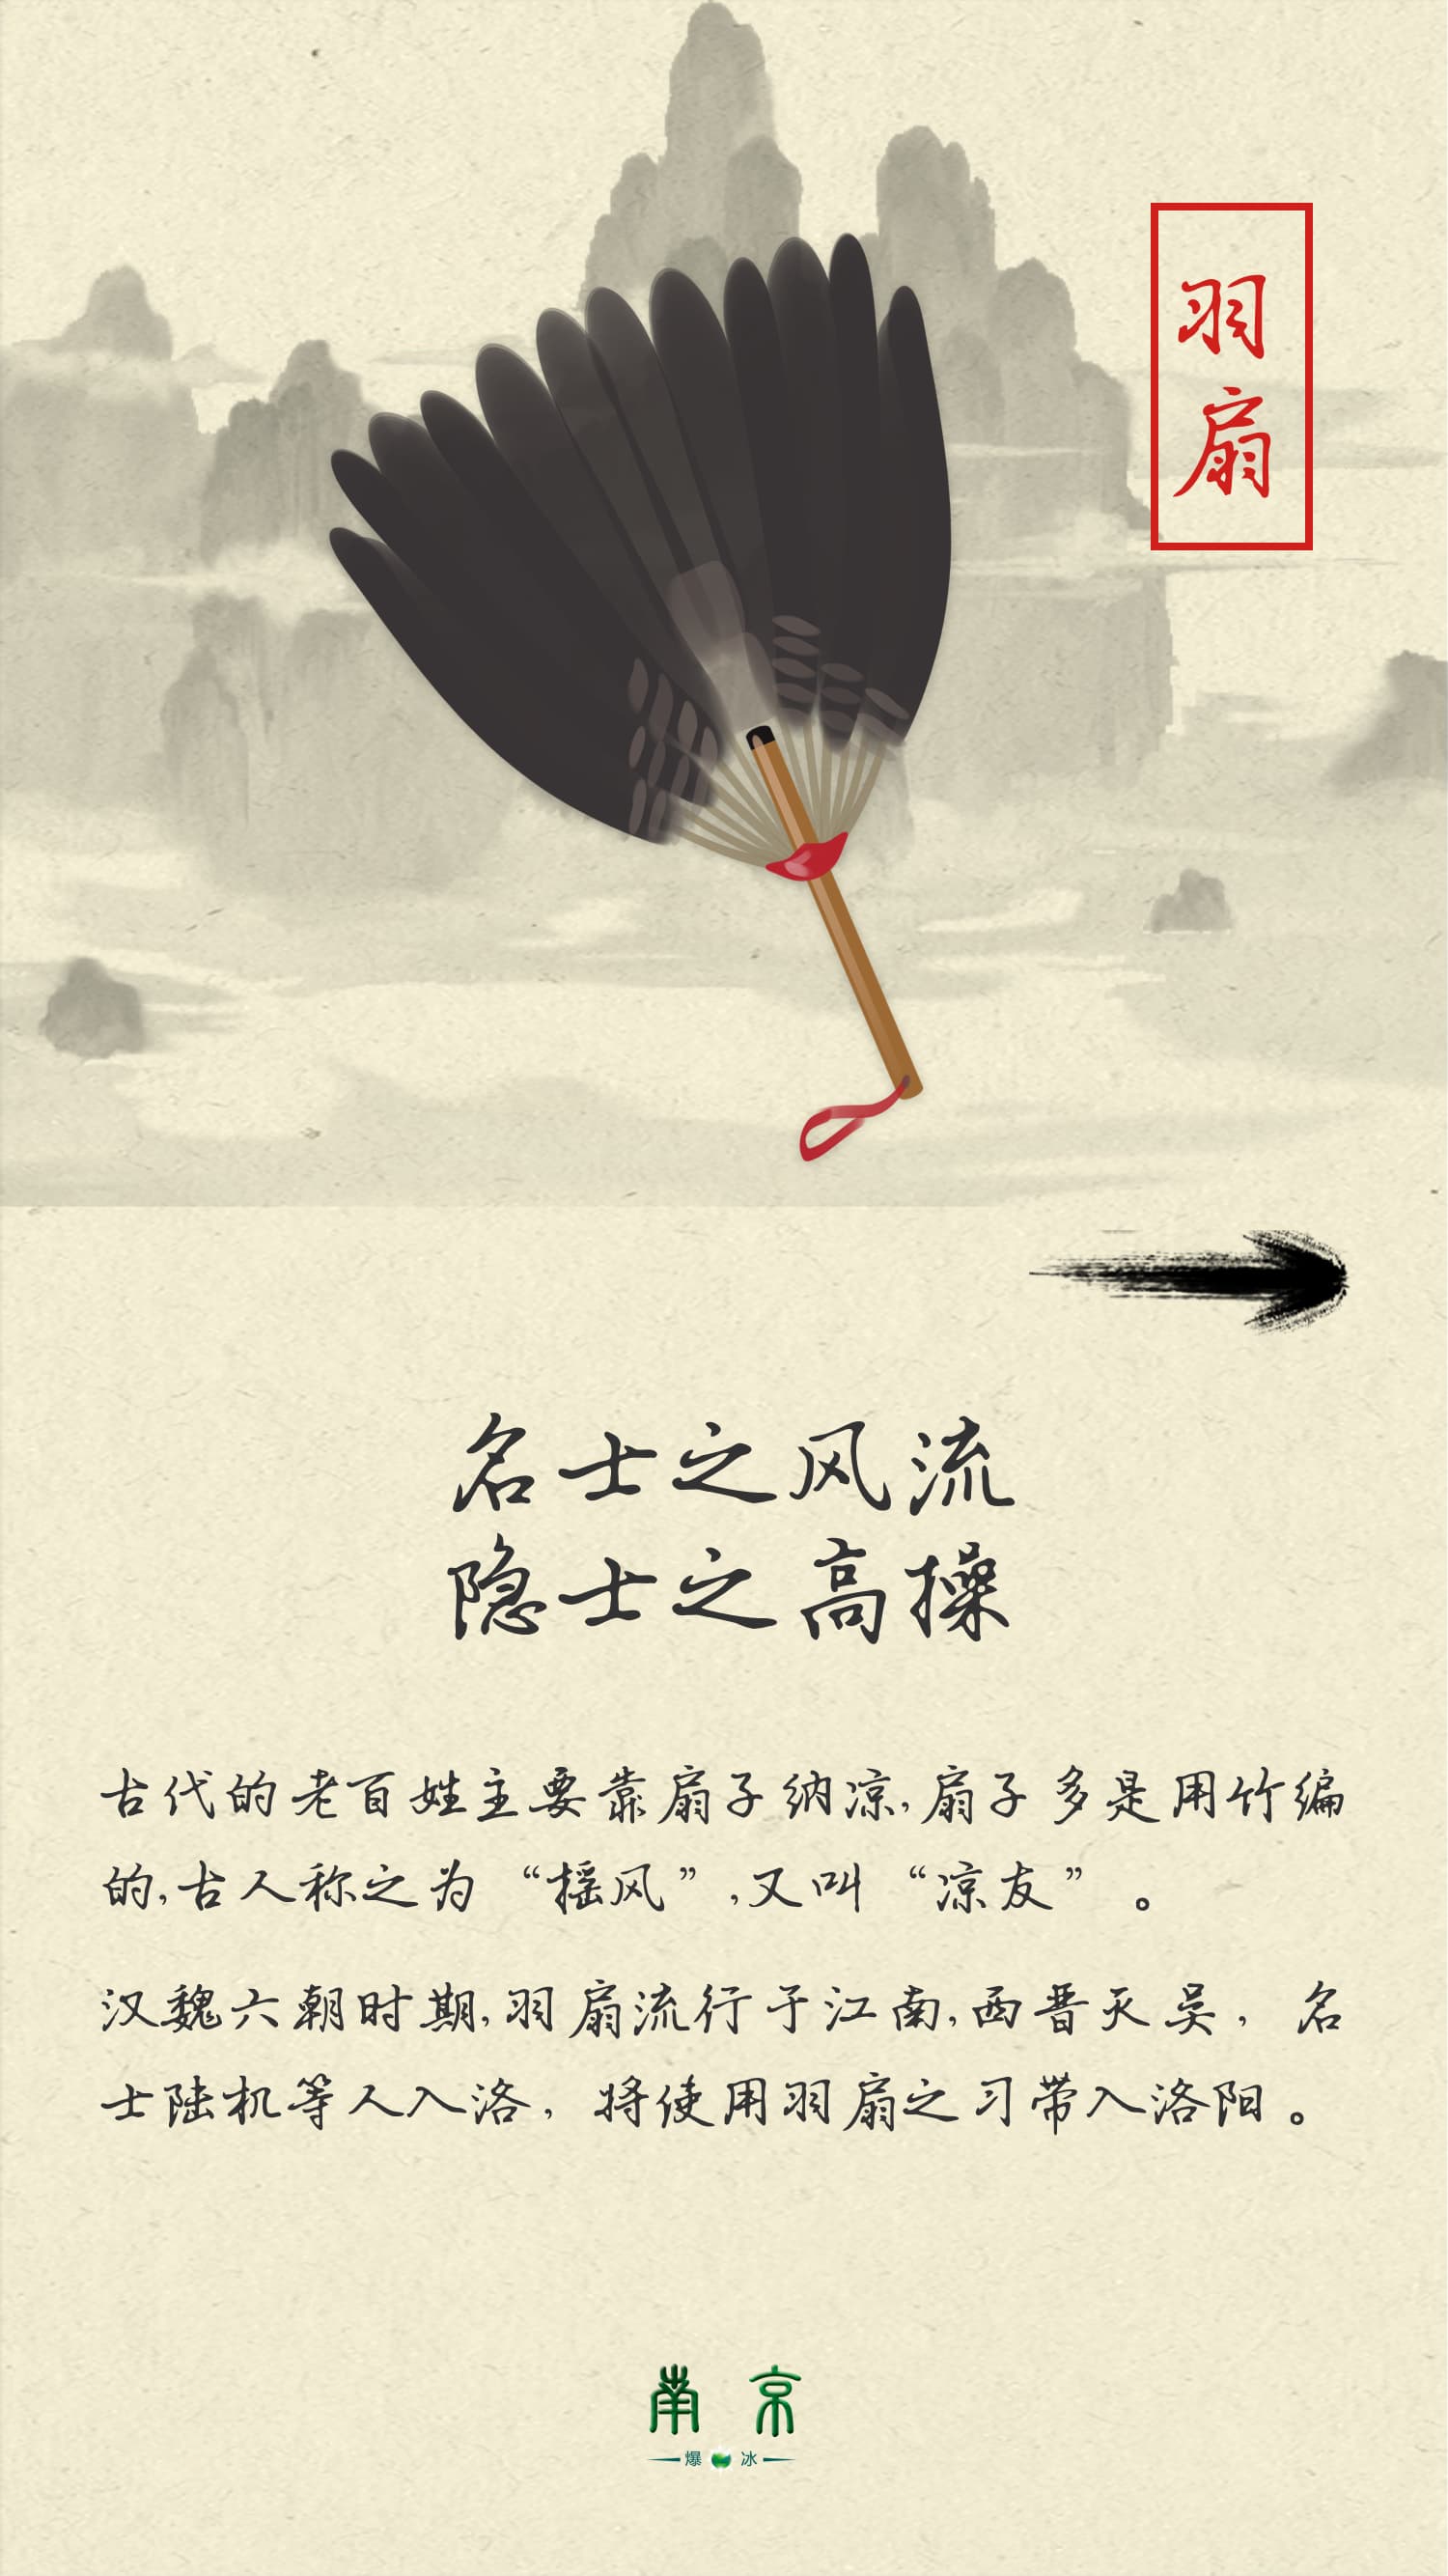 羽扇
名士之风流
隐士之高操
古代的老百姓主要靠扇子纳凉,扇子多是用竹编
的,古人称之为“摇风”,又叫“凉友”。
汉魏六朝时期,羽扇流行于江南,西晋灭吴,名
士陆机等人入洛,将使用羽扇之习带入洛阳。
南京
爆冰